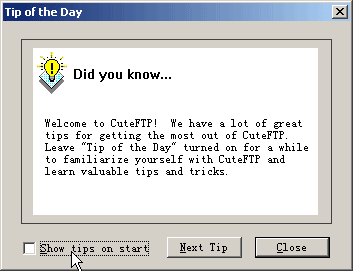 Tip of the Day
Did you know...
Welcome to CuteFTP!  We have a lot of great
tips for getting the most out of CuteFTP.
Leave "Tip of the Day" turned on for a while
to familiarize yourself with CuteFTP and
learn valuable tips and tricks.
Show tips on start
Next Tip
Close